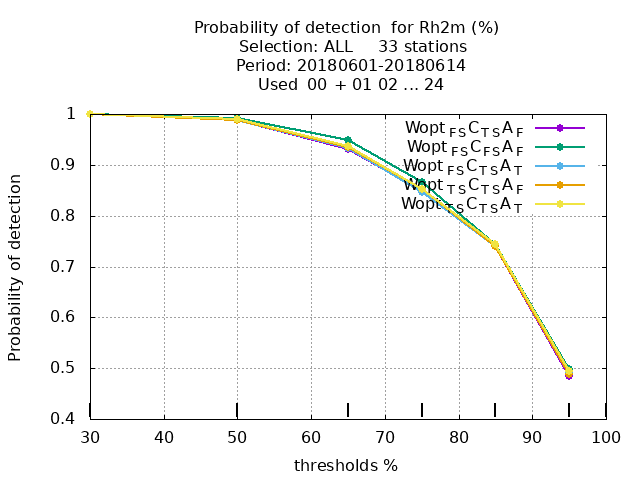 Probability of detection for Rh2m (%)
Selection: ALL 33 stations
Period: 20180601-20180614
Used 00 + 01 02 ... 24
Probability of detection
1
0.9
0.8
0.7
0.6
0.5
0.4
Wopt FS C TS A F
Wopt FS C FS A F
Wopt FS C TS A T
Wopt TS C TS A F
Wopt TS C TS A T
30 40 50 60 70 80 90 100
thresholds %